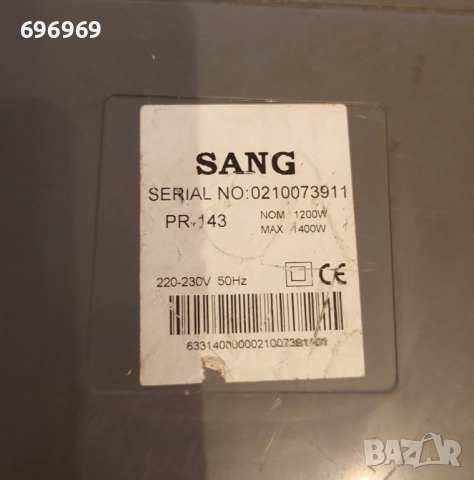 696969
SANG
SERIAL NO:0210073911
PR-143 NOM 1200W
MAX 1400W
220-230V 50Hz CE
BAZAR
bg